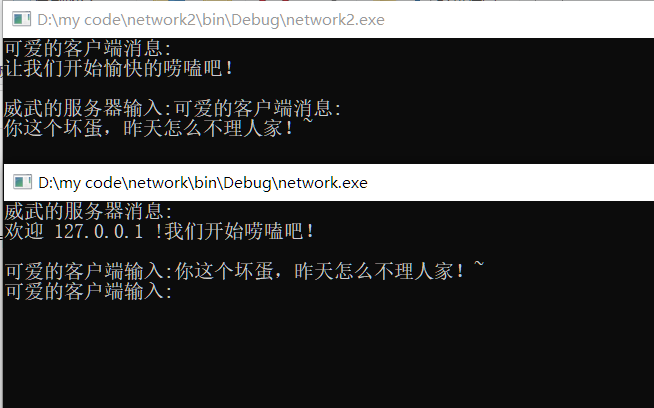 D:\my code\network2\bin\Debug\network2.exe
可爱的客户端消息:
让我们开始愉快的唠嗑吧!
威武的服务器输入:可爱的客户端消息:
你这个坏蛋，昨天怎么不理人家！~
D:\my code\network\bin\Debug\network.exe
威武的服务器消息:
欢迎 127.0.0.1 !我们开始唠嗑吧!
可爱的客户端输入:你这个坏蛋，昨天怎么不理人家！~
可爱的客户端输入: